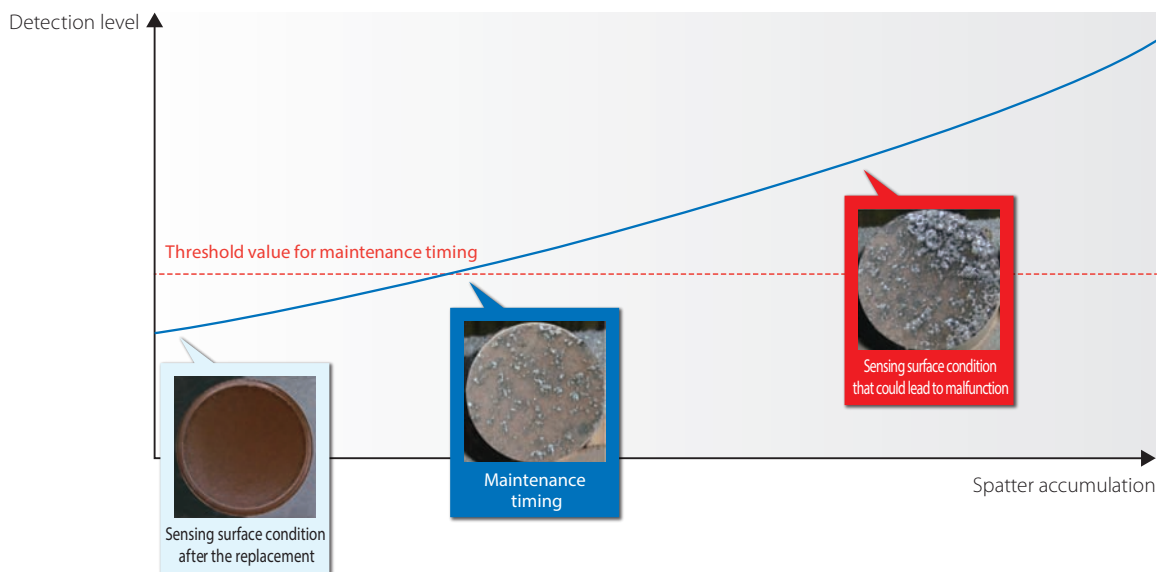 Detection level
Threshold value for maintenance timing
Sensing surface condition
that could lead to malfunction
Maintenance
timing
Spatter accumulation
Sensing surface condition
after the replacement